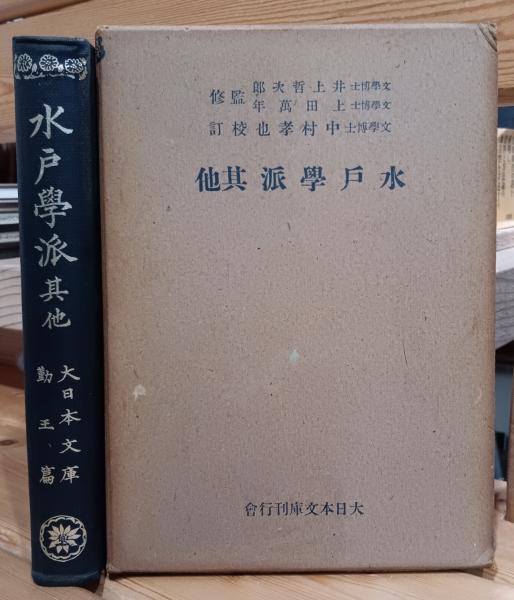 文學博士 井上哲次郎
文學博士 上田萬年 監修
文學博士 中村孝也 校訂
水戶學派其他
大日本文庫刊行會
水戸學派 其他
大日本文庫
勤王篇